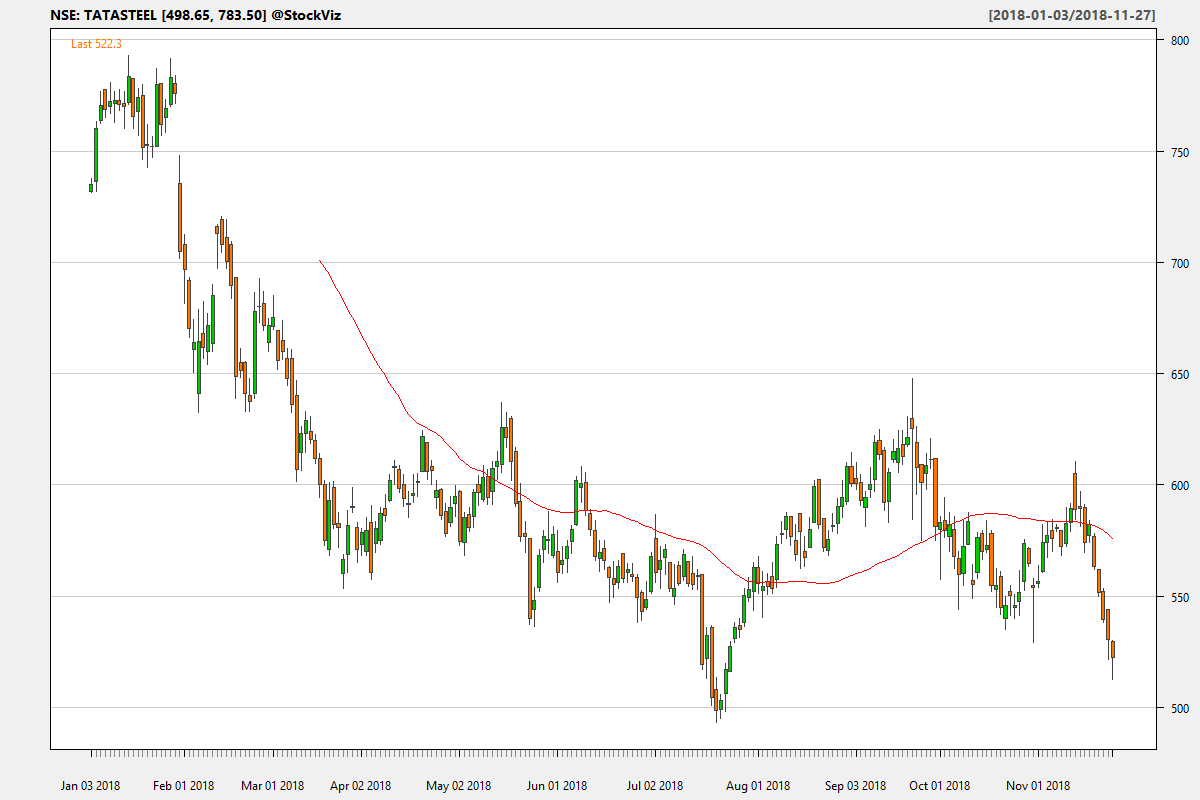 NSE: TATASTEEL [498.65, 783.50] @StockViz
[2018-01-03/2018-11-27]
Last 522.3
800
750
700
650
600
550
500
Jan 03 2018 Feb 01 2018 Mar 01 2018 Apr 02 2018 May 02 2018 Jun 01 2018 Jul 02 2018 Aug 01 2018 Sep 03 2018 Oct 01 2018 Nov 01 2018